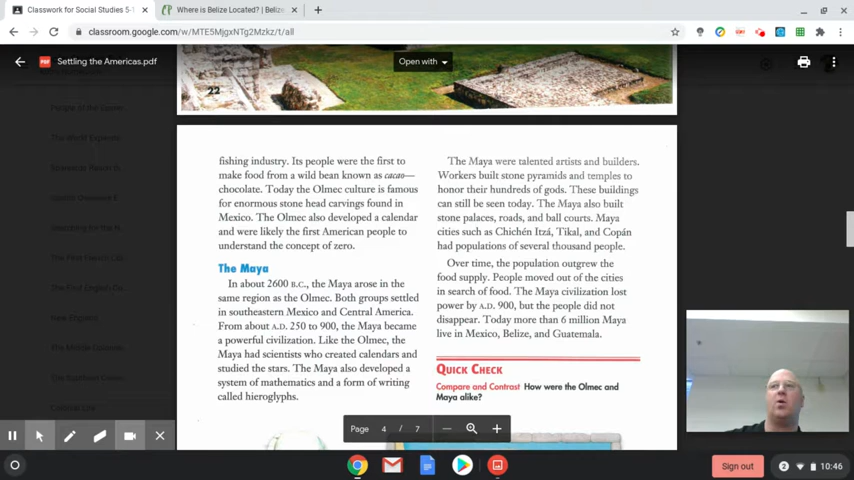 Classwork for Social Studies 5-1
Where is Belize Located? | Beliz
classroom.google.com/w/MTE5MjgxNTg2Mzkz/t/all
PDF
Settling the Americas.pdf
Open with
22
fishing industry. Its people were the first to
make food from a wild bean known as cacao—
chocolate. Today the Olmec culture is famous
for enormous stone head carvings found in
Mexico. The Olmec also developed a calendar
and were likely the first American people to
understand the concept of zero.
The Maya
In about 2600 B.C., the Maya arose in the
same region as the Olmec. Both groups settled
in southeastern Mexico and Central America.
From about A.D. 250 to 900, the Maya became
a powerful civilization. Like the Olmec, the
Maya had scientists who created calendars and
studied the stars. The Maya also developed a
system of mathematics and a form of writing
called hieroglyphs.
The Maya were talented artists and builders.
Workers built stone pyramids and temples to
honor their hundreds of gods. These buildings
can still be seen today. The Maya also built
stone palaces, roads, and ball courts. Maya
cities such as Chichén Itzá, Tikal, and Copán
had populations of several thousand people.
Over time, the population outgrew the
food supply. People moved out of the cities
in search of food. The Maya civilization lost
power by A.D. 900, but the people did not
disappear. Today more than 6 million Maya
live in Mexico, Belize, and Guatemala.
QUICK CHECK
Compare and Contrast How were the Olmec and
Maya alike?
Page 4 / 7
Sign out
2
10:46